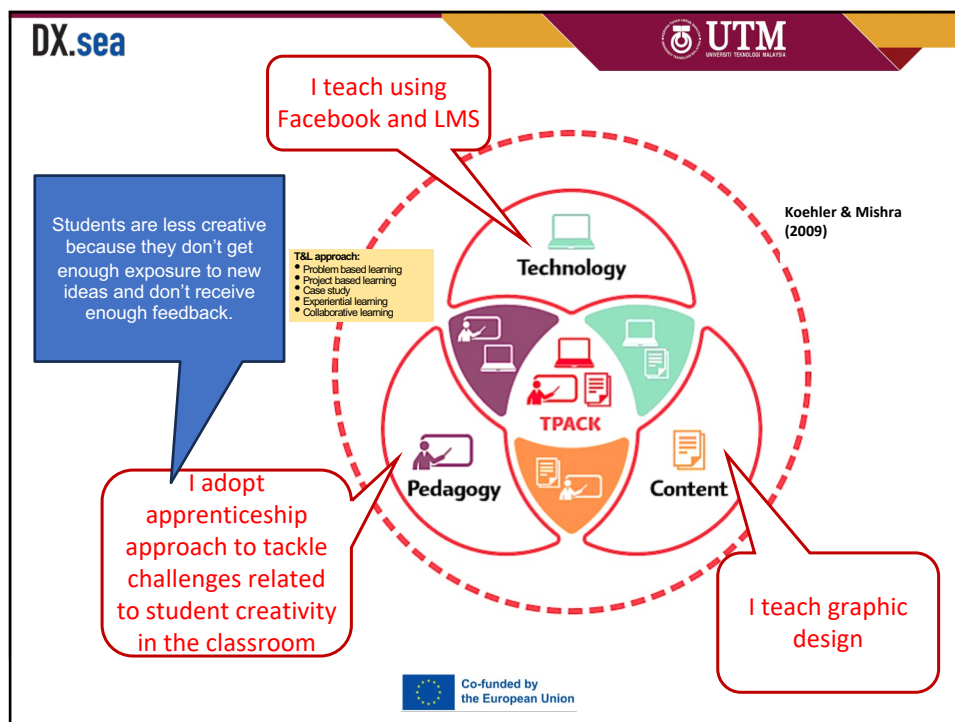 DX.sea
UTM
UNIVERSITI TEKNOLOGI MALAYSIA
I teach using
Facebook and LMS
Students are less creative
because they don't get
enough exposure to new
ideas and don't receive
enough feedback.
T&L approach:
• Problem based learning
• Project based learning
• Case study
• Experiential learning
• Collaborative learning
Koehler & Mishra
(2009)
Technology
TPACK
Pedagogy
Content
I adopt
apprenticeship
approach to tackle
challenges related
to student creativity
in the classroom
I teach graphic
design
Co-funded by
the European Union